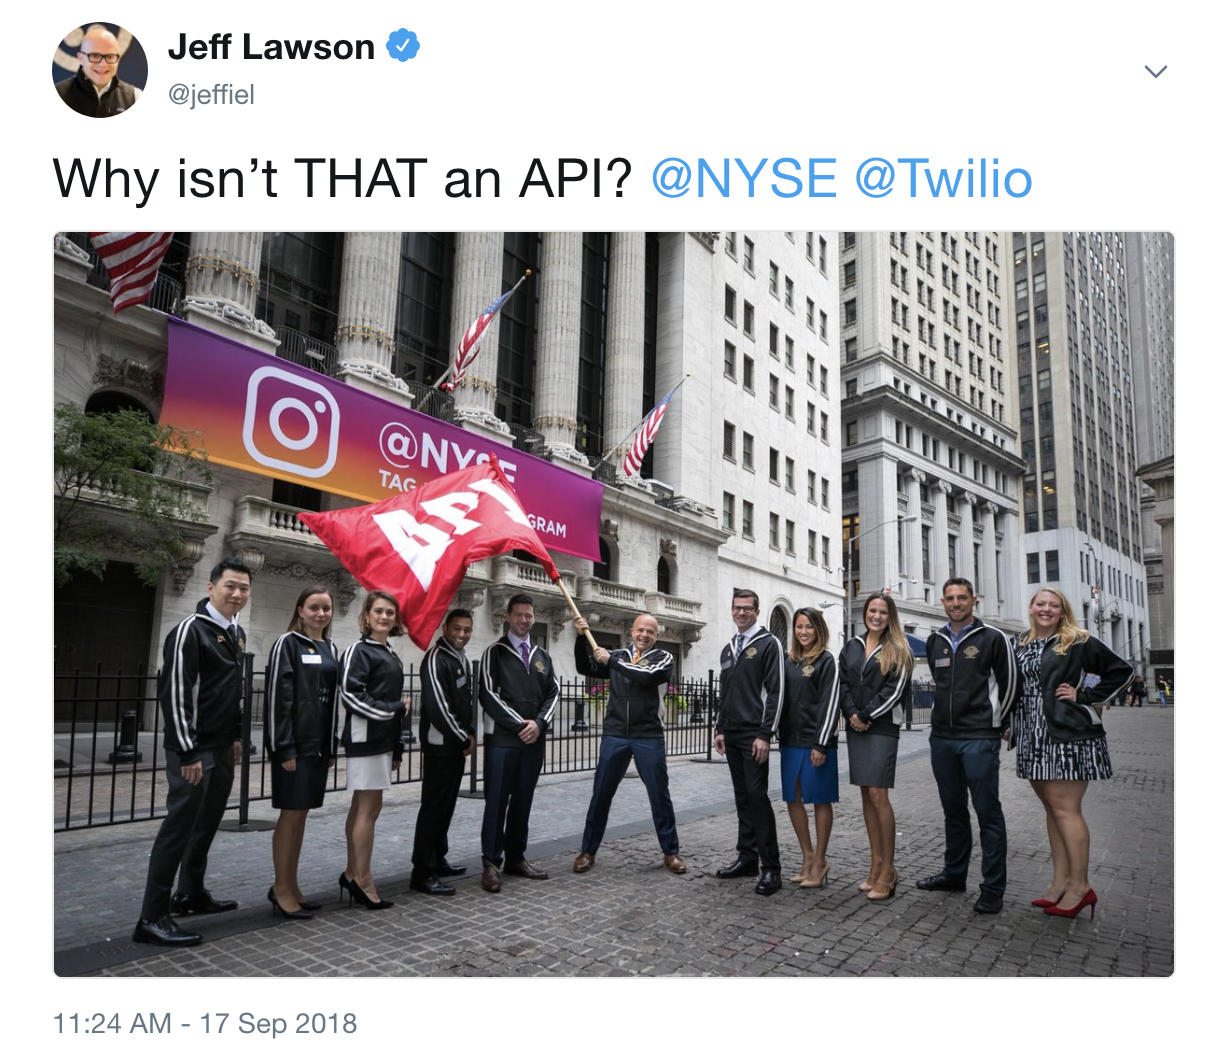 Jeff Lawson
@jeffiel
Why isn’t THAT an API? @NYSE @Twilio
@NYSE
TAG
GRAM
API
11:24 AM - 17 Sep 2018